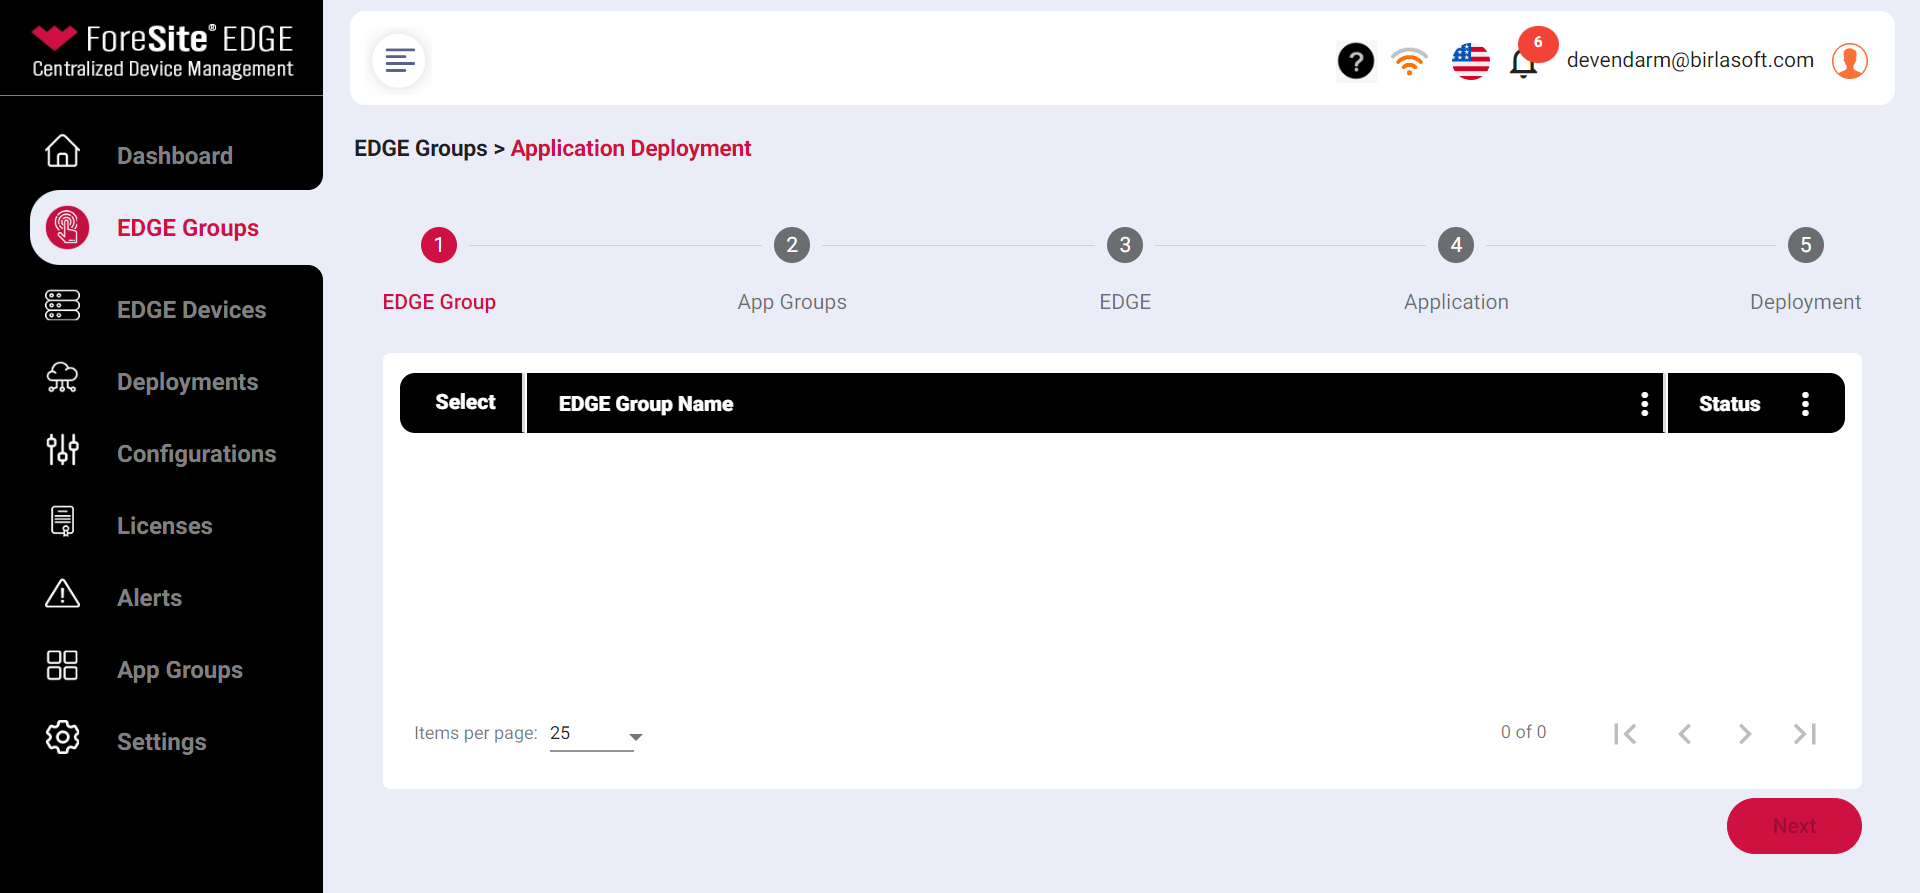 ForeSite® EDGE
Centralized Device Management
? 6 devendarm@birlasoft.com
Dashboard
EDGE Groups
EDGE Devices
Deployments
Configurations
Licenses
Alerts
App Groups
Settings
EDGE Groups > Application Deployment
1 2 3 4 5
EDGE Group App Groups EDGE Application Deployment
Select EDGE Group Name Status
Items per page: 25 0 of 0
Next